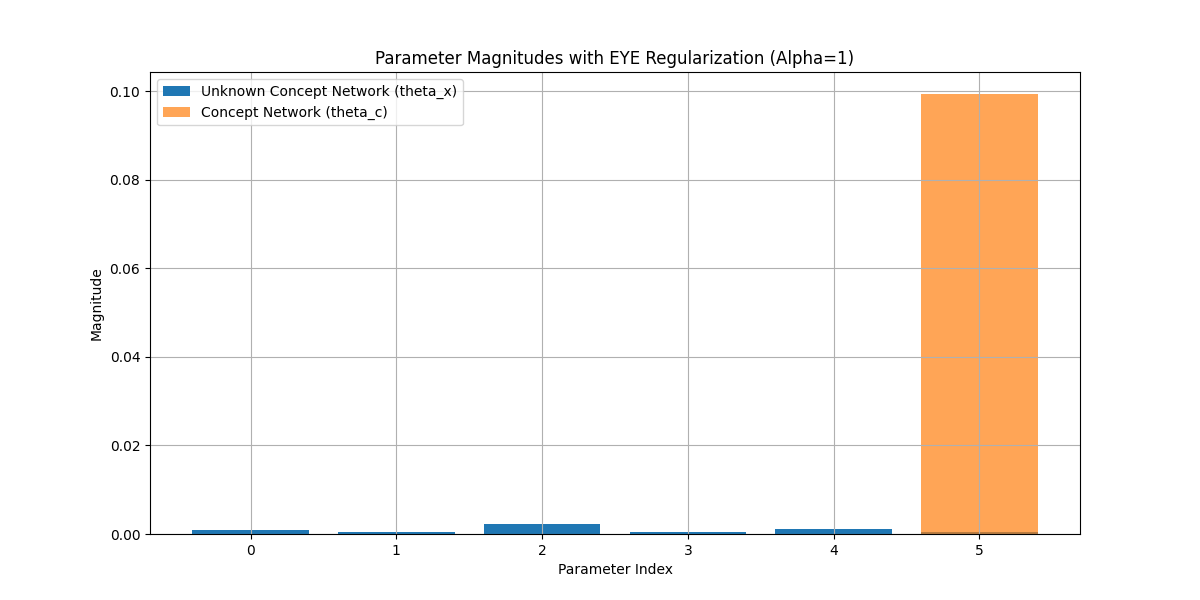 Parameter Magnitudes with EYE Regularization (Alpha=1)
Unknown Concept Network (theta_x)
Concept Network (theta_c)
Magnitude
0.10
0.08
0.06
0.04
0.02
0.00
0 1 2 3 4 5
Parameter Index